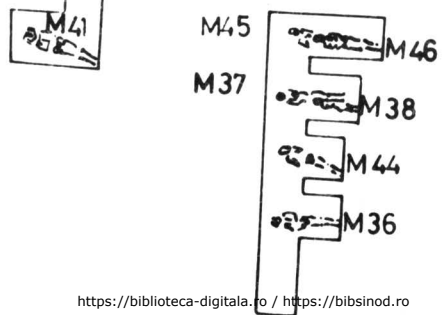 M41
M45
M46
M37
M38
M44
M36
https://biblioteca-digitala.ro / https://bibsinod.ro